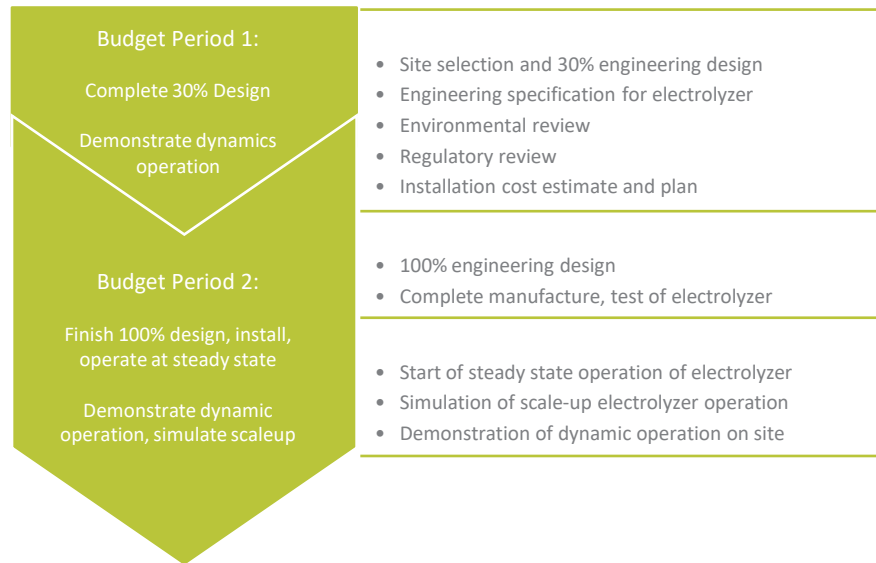 Budget Period 1:
Complete 30% Design
Demonstrate dynamics
operation
• Site selection and 30% engineering design
• Engineering specification for electrolyzer
• Environmental review
• Regulatory review
• Installation cost estimate and plan
Budget Period 2:
Finish 100% design, install,
operate at steady state
Demonstrate dynamic
operation, simulate scaleup
• 100% engineering design
• Complete manufacture, test of electrolyzer
• Start of steady state operation of electrolyzer
• Simulation of scale-up electrolyzer operation
• Demonstration of dynamic operation on site